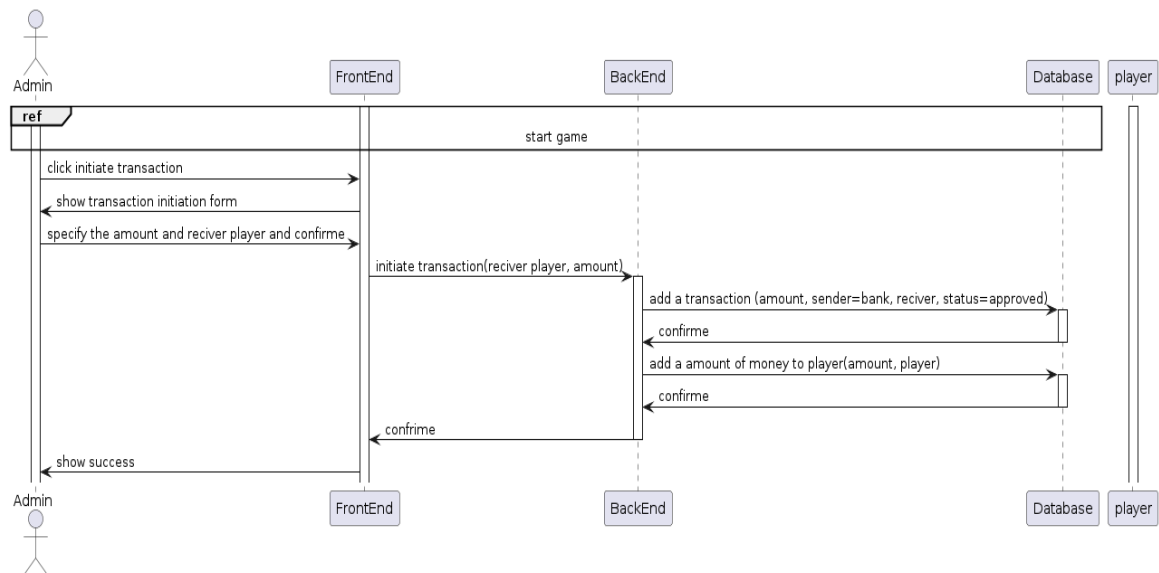 Admin
FrontEnd
BackEnd
Database
player
ref
start game
click initiate transaction
show transaction initiation form
specify the amount and reciver player and confirme
initiate transaction(reciver player, amount)
add a transaction (amount, sender=bank, reciver, status=approved)
confirme
add a amount of money to player(amount, player)
confirme
confrime
show success
Admin
FrontEnd
BackEnd
Database
player